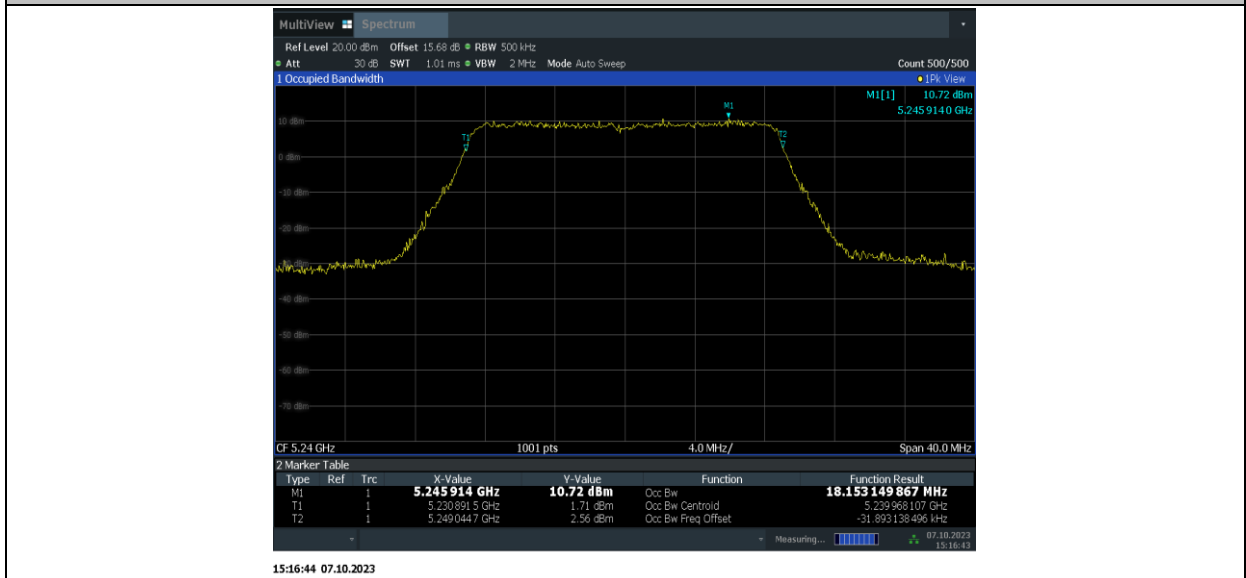 MultiView Spectrum
Ref Level 20.00 dBm Offset 15.68 dB RBW 500 kHz
Att 30 dB SWT 1.01 ms VBW 2 MHz Mode Auto Sweep Count 500/500
1 Occupied Bandwidth 1Pk View
M1[1] 10.72 dBm
5.245 914 0 GHz
M1
10 dBm
T1
T2
0 dBm
-10 dBm
-20 dBm
-30 dBm
-40 dBm
-50 dBm
-60 dBm
-70 dBm
CF 5.24 GHz 1001 pts 4.0 MHz/ Span 40.0 MHz
2 Marker Table
Type Ref Trc X-Value Y-Value Function Function Result
M1 1 5.245 914 GHz 10.72 dBm Occ Bw 18.153 149 867 MHz
T1 1 5.230 891 5 GHz 1.71 dBm Occ Bw Centroid 5.239 968 107 GHz
T2 1 5.249 044 7 GHz 2.56 dBm Occ Bw Freq Offset -31.893 138 496 kHz
Measuring... 07.10.2023
15:16:43
15:16:44 07.10.2023